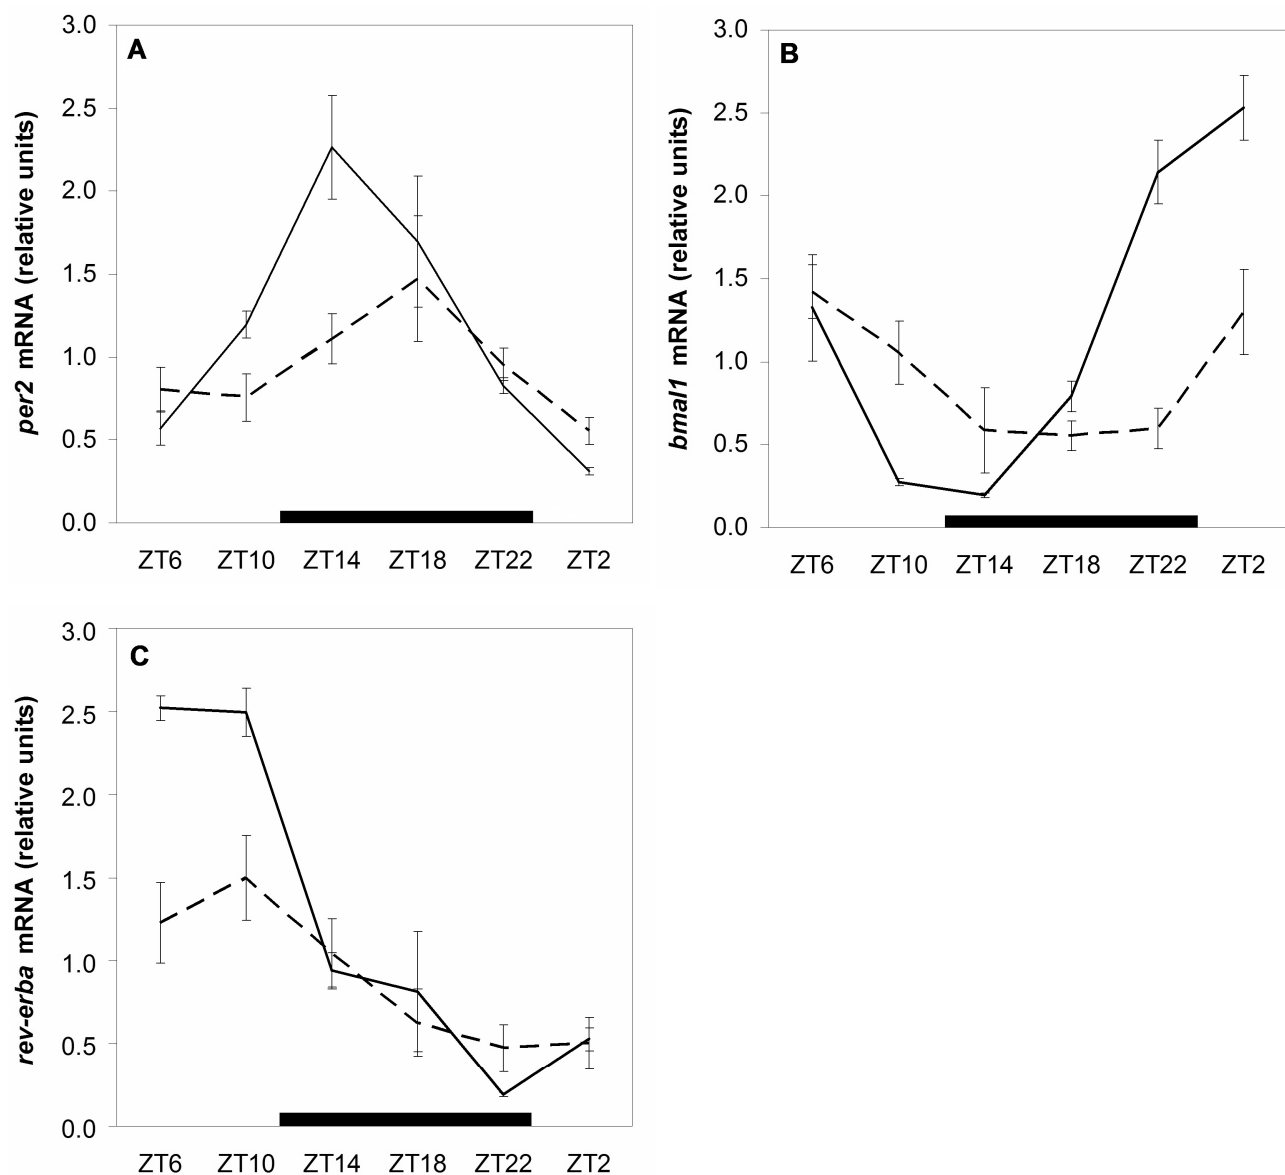 A
per2 mRNA (relative units)
3.0
2.5
2.0
1.5
1.0
0.5
0.0
ZT6 ZT10 ZT14 ZT18 ZT22 ZT2
B
bmal1 mRNA (relative units)
3.0
2.5
2.0
1.5
1.0
0.5
0.0
ZT6 ZT10 ZT14 ZT18 ZT22 ZT2
C
rev-erba mRNA (relative units)
3.0
2.5
2.0
1.5
1.0
0.5
0.0
ZT6 ZT10 ZT14 ZT18 ZT22 ZT2